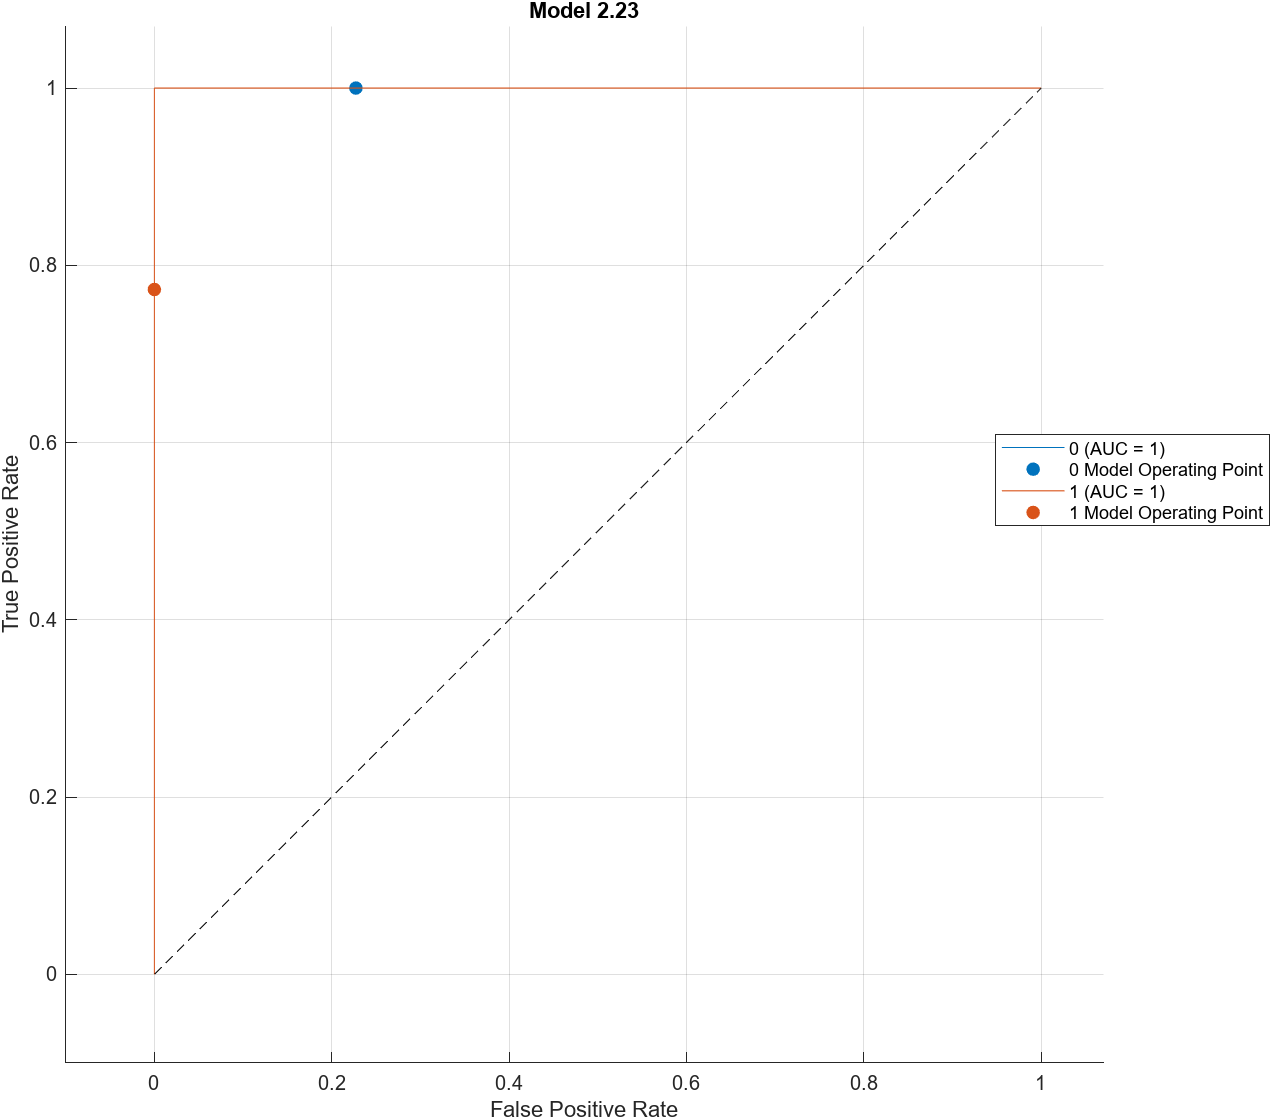 Model 2.23
1
0.8
0.6
0.4
0.2
0
0
0.2
0.4
0.6
0.8
1
False Positive Rate
True Positive Rate
0 (AUC = 1)
0 Model Operating Point
1 (AUC = 1)
1 Model Operating Point